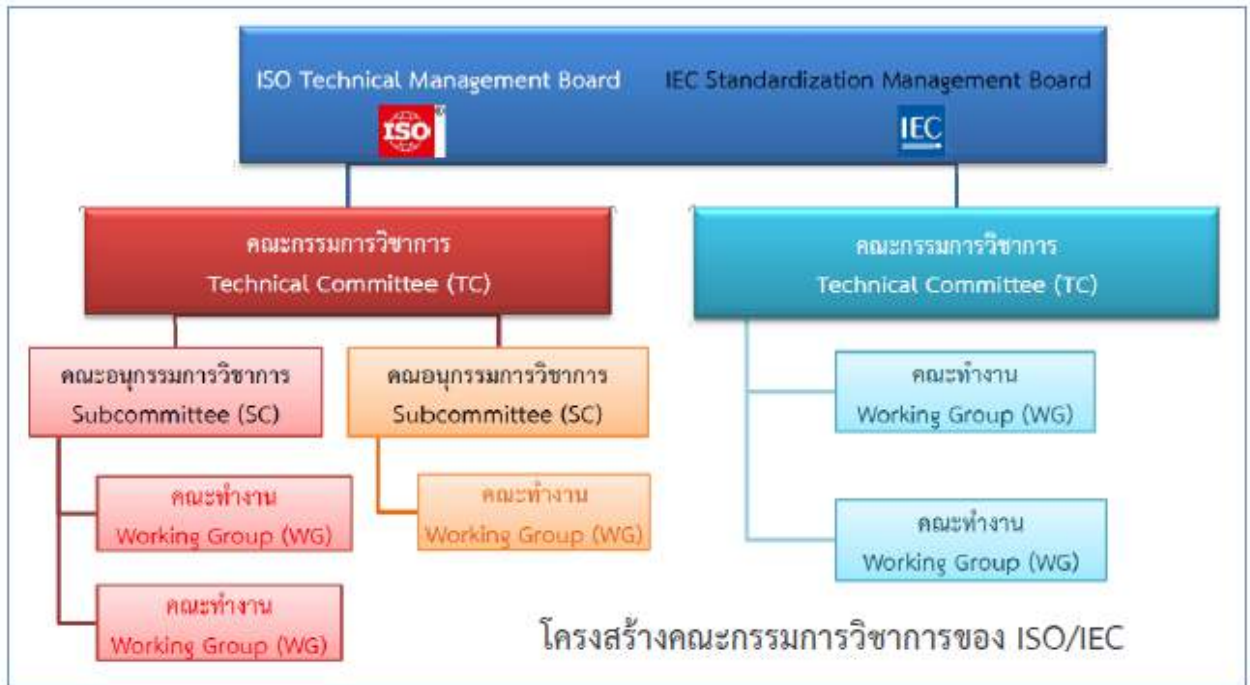 ISO Technical Management Board
IEC Standardization Management Board
ISO
®
IEC
คณะกรรมการวิชาการ
Technical Committee (TC)
คณะกรรมการวิชาการ
Technical Committee (TC)
คณะอนุกรรมการวิชาการ
Subcommittee (SC)
คณอนุกรรมการวิชาการ
Subcommittee (SC)
คณะทำงาน
Working Group (WG)
คณะทำงาน
Working Group (WG)
คณะทำงาน
Working Group (WG)
คณะทำงาน
Working Group (WG)
คณะทำงาน
Working Group (WG)
โครงสร้างคณะกรรมการวิชาการของ ISO/IEC